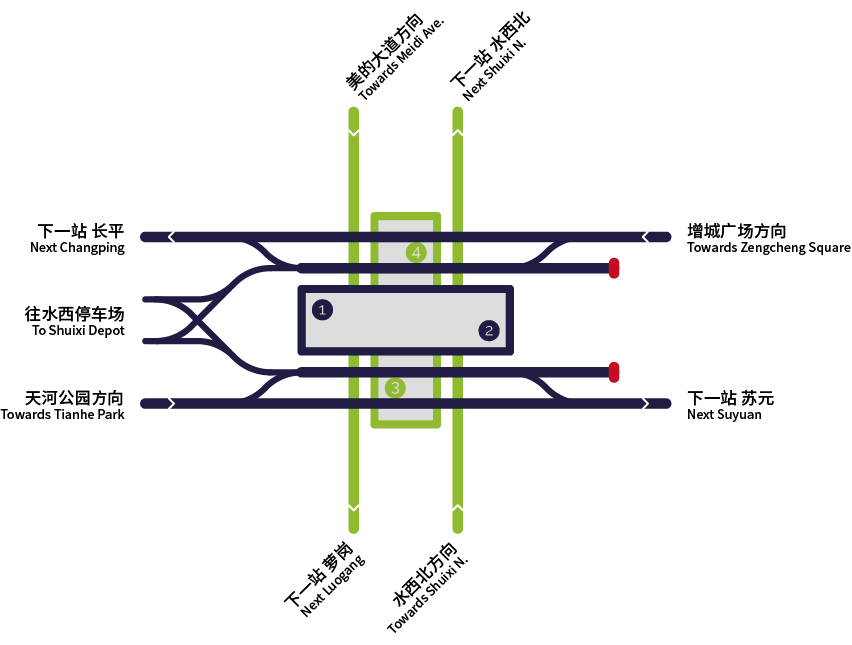 美的大道方向
Towards Meidi Ave.
下一站 水西北
Next Shuixi N.
下一站 长平
Next Changping
增城广场方向
Towards Zengcheng Square
4
往水西停车场
To Shuixi Depot
1
2
3
天河公园方向
Towards Tianhe Park
下一站 苏元
Next Suyuan
下一站 萝岗
Next Luogang
水西北方向
Towards Shuixi N.